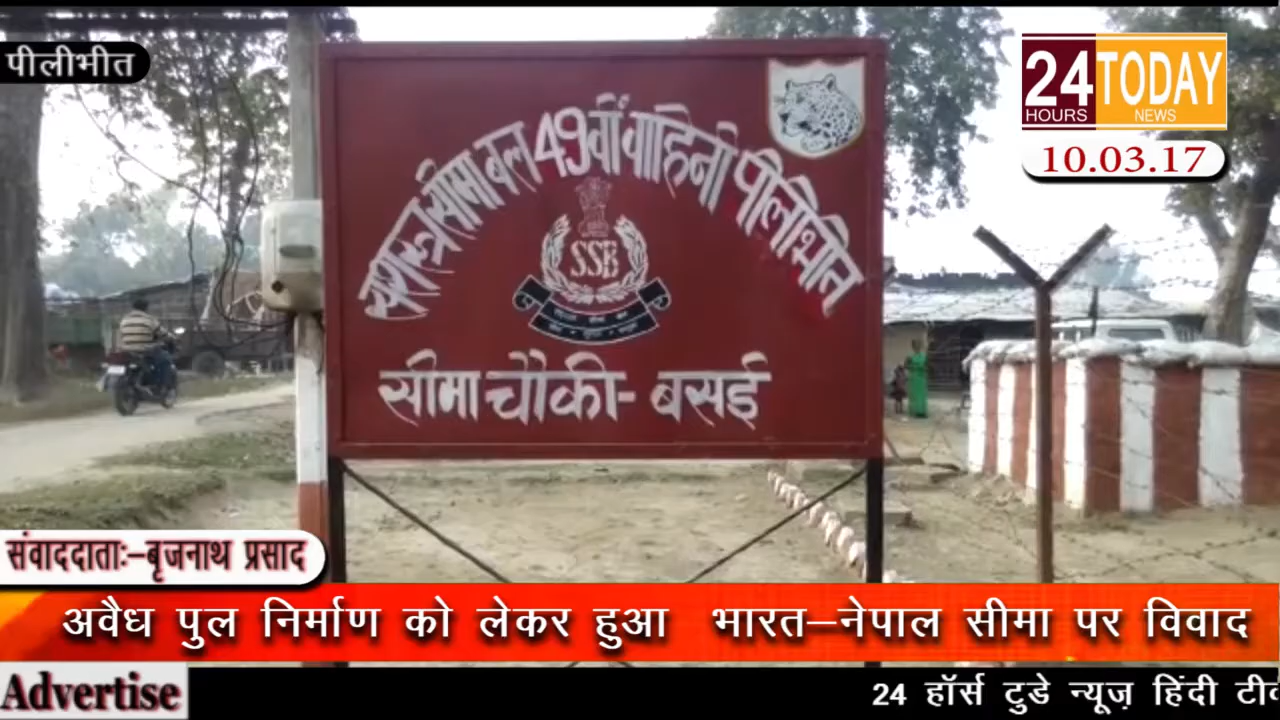 पीलीभीत
24 TODAY
HOURS NEWS
10.03.17
सशस्त्र सीमा बल 49वीं वाहिनी पीलीभीत
SSB
सीमा चौकी- बसई
संवाददाताः–बृजनाथ प्रसाद
अवैध पुल निर्माण को लेकर हुआ भारत–नेपाल सीमा पर विवाद
Advertise
24 हॉर्स टुडे न्यूज़ हिंदी टीव